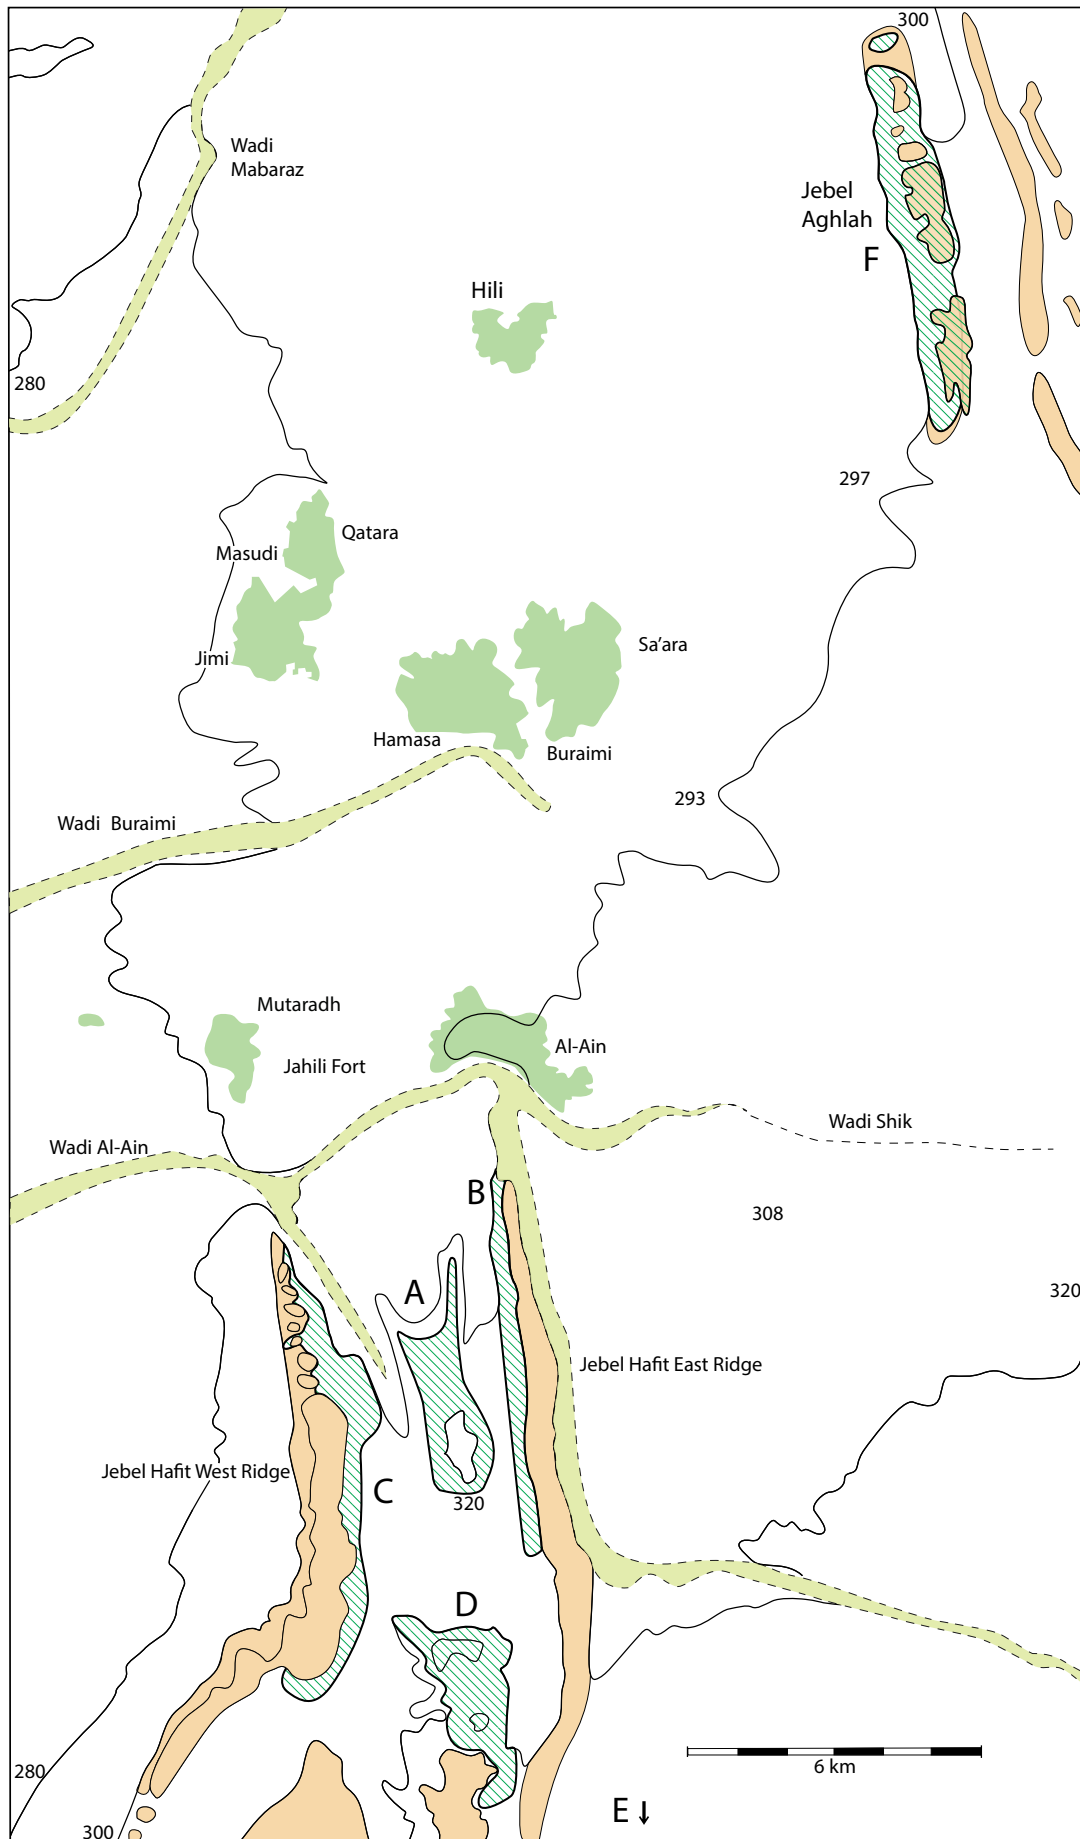 300
Wadi
Mabaraz
Jebel
Aghlah
F
Hili
280
297
Qatara
Masudi
Sa’ara
Jimi
Hamasa
Buraimi
293
Wadi Buraimi
Mutaradh
Al-Ain
Jahili Fort
Wadi Shik
Wadi Al-Ain
B
308
A
320
Jebel Hafit East Ridge
Jebel Hafit West Ridge
C
320
D
6 km
280
E ↓
300